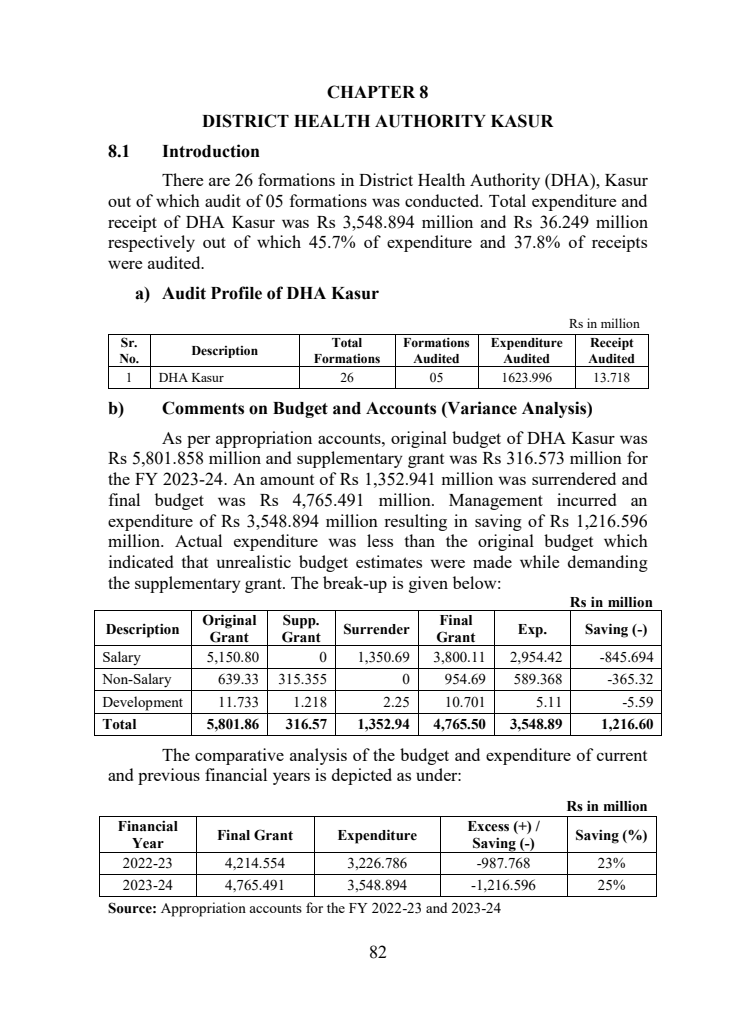 CHAPTER 8
DISTRICT HEALTH AUTHORITY KASUR
8.1 Introduction
There are 26 formations in District Health Authority (DHA), Kasur
out of which audit of 05 formations was conducted. Total expenditure and
receipt of DHA Kasur was Rs 3,548.894 million and Rs 36.249 million
respectively out of which 45.7% of expenditure and 37.8% of receipts
were audited.
a) Audit Profile of DHA Kasur
Rs in million
Sr. No. Description Total Formations Formations Audited Expenditure Audited Receipt Audited
1 DHA Kasur 26 05 1623.996 13.718
b) Comments on Budget and Accounts (Variance Analysis)
As per appropriation accounts, original budget of DHA Kasur was
Rs 5,801.858 million and supplementary grant was Rs 316.573 million for
the FY 2023-24. An amount of Rs 1,352.941 million was surrendered and
final budget was Rs 4,765.491 million. Management incurred an
expenditure of Rs 3,548.894 million resulting in saving of Rs 1,216.596
million. Actual expenditure was less than the original budget which
indicated that unrealistic budget estimates were made while demanding
the supplementary grant. The break-up is given below:
Rs in million
Description Original Grant Supp. Grant Surrender Final Grant Exp. Saving (-)
Salary 5,150.80 0 1,350.69 3,800.11 2,954.42 -845.694
Non-Salary 639.33 315.355 0 954.69 589.368 -365.32
Development 11.733 1.218 2.25 10.701 5.11 -5.59
Total 5,801.86 316.57 1,352.94 4,765.50 3,548.89 1,216.60
The comparative analysis of the budget and expenditure of current
and previous financial years is depicted as under:
Rs in million
Financial Year Final Grant Expenditure Excess (+) / Saving (-) Saving (%)
2022-23 4,214.554 3,226.786 -987.768 23%
2023-24 4,765.491 3,548.894 -1,216.596 25%
Source: Appropriation accounts for the FY 2022-23 and 2023-24
82